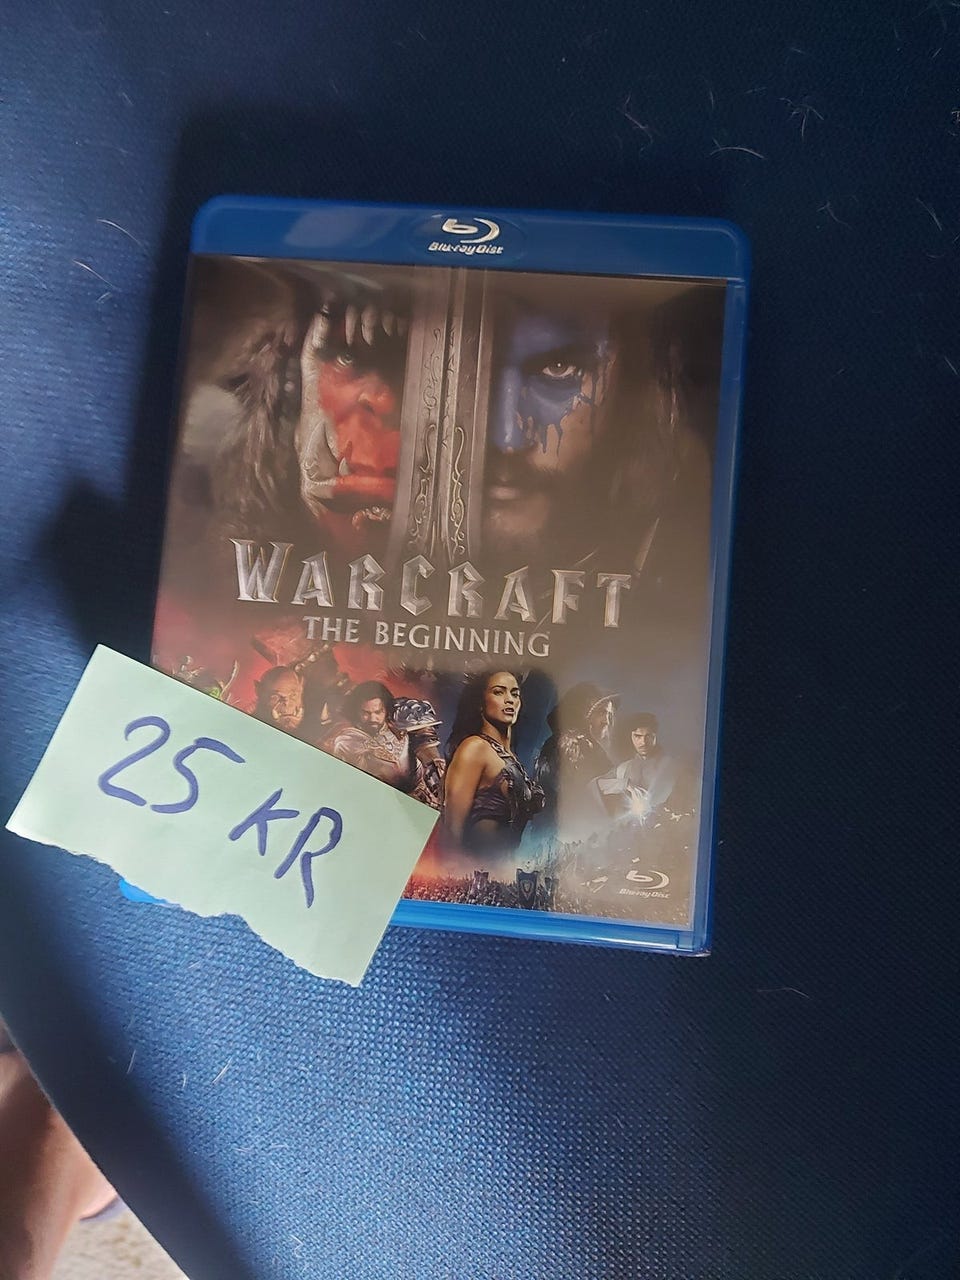 Blu-ray Disc
WARCRAFT
THE BEGINNING
25 KR
Blu-ray Disc